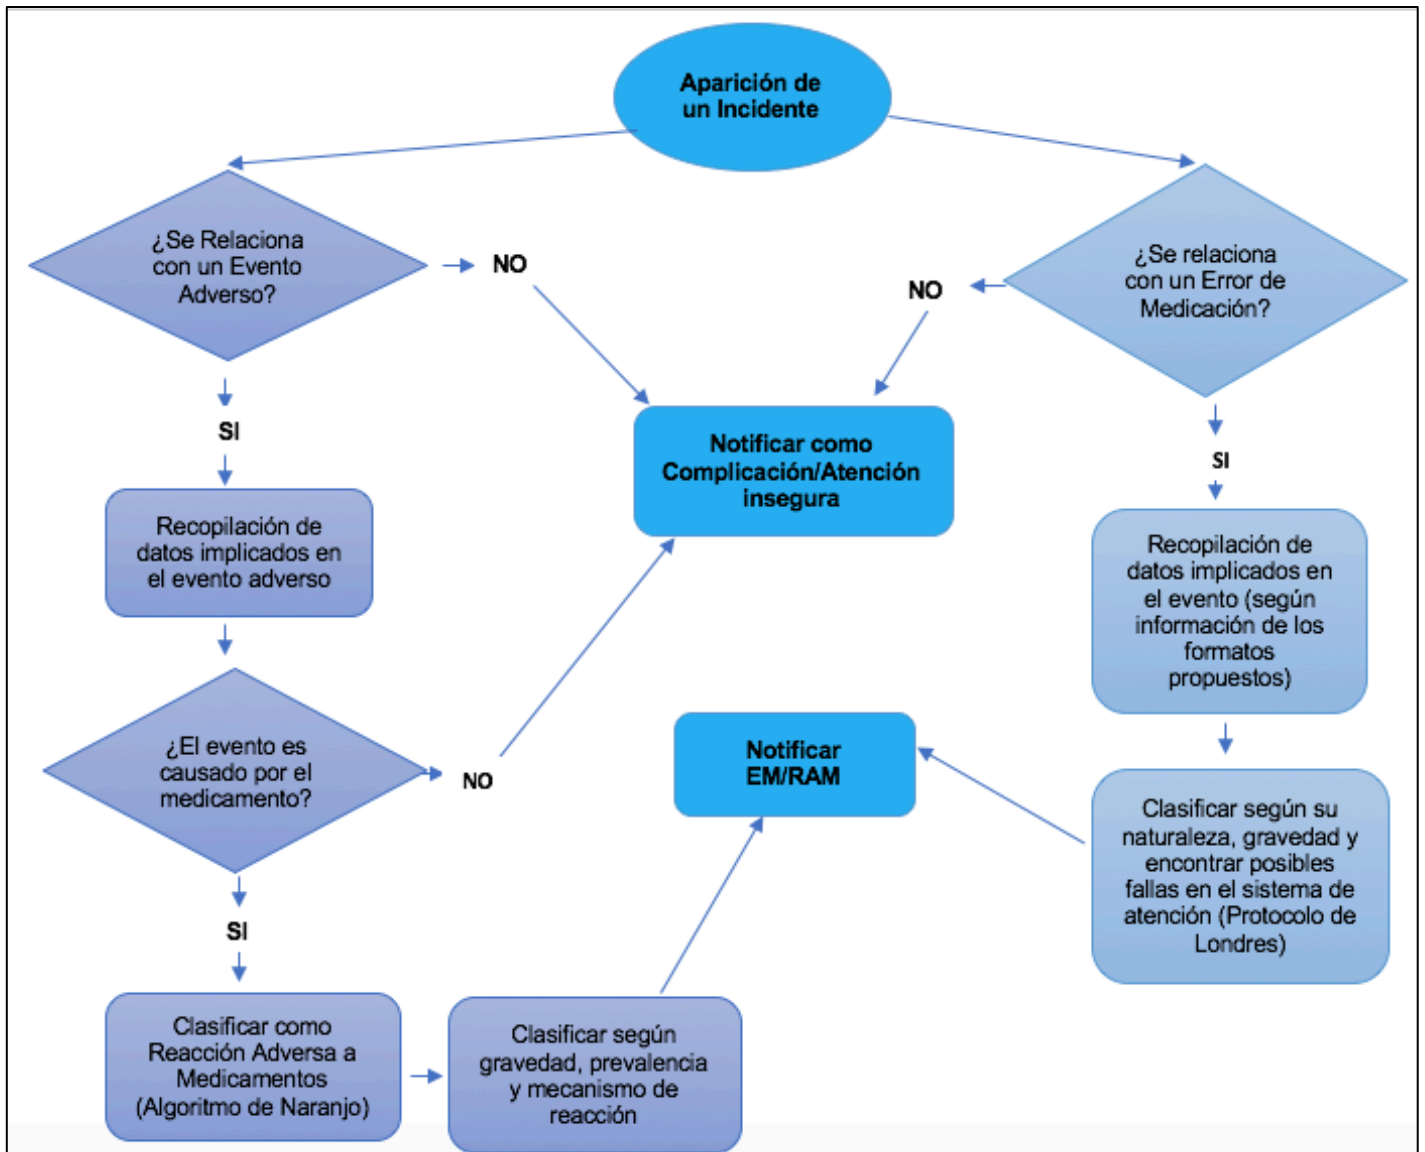 Aparición de
un Incidente
¿Se Relaciona
con un Evento
Adverso?
NO
¿Se relaciona
con un Error de
Medicación?
NO
SI
Notificar como
Complicación/Atención
insegura
SI
Recopilación de
datos implicados en
el evento adverso
Recopilación de
datos implicados en
el evento (según
información de los
formatos
propuestos)
¿El evento es
causado por el
medicamento?
NO
Notificar
EM/RAM
Clasificar según su
naturaleza, gravedad y
encontrar posibles
fallas en el sistema de
atención (Protocolo de
Londres)
SI
Clasificar como
Reacción Adversa a
Medicamentos
(Algoritmo de Naranjo)
Clasificar según
gravedad, prevalencia
y mecanismo de
reacción